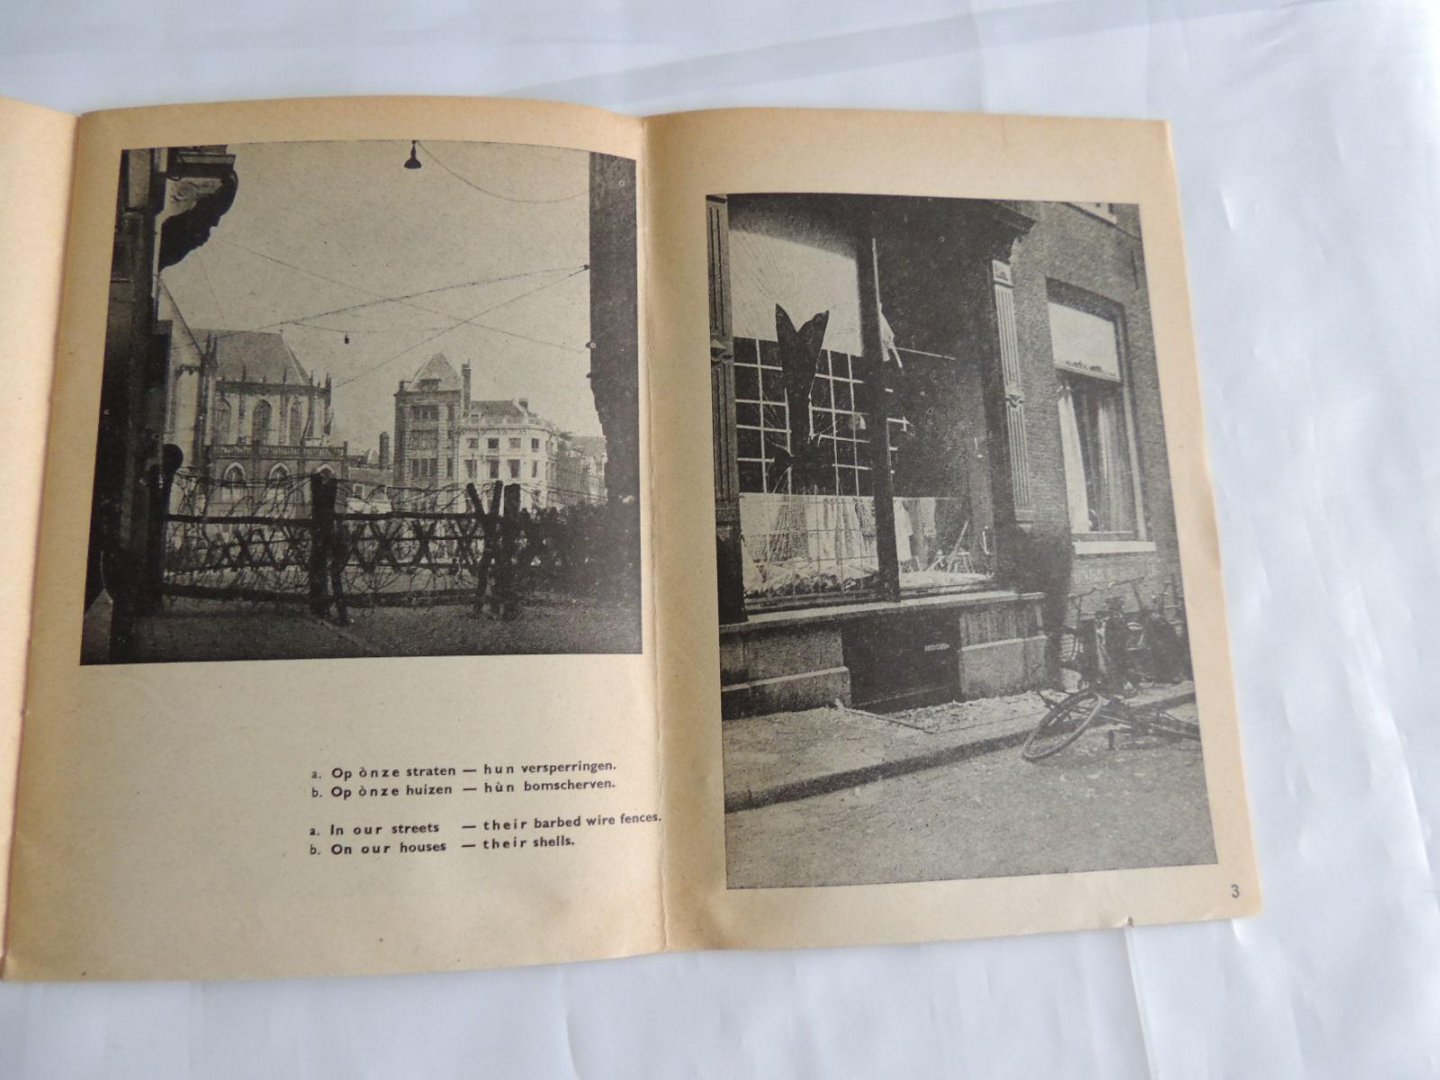 a. Op ònze straten — hun versperringen.
b. Op ònze huizen — hùn bomscherven.
a. In our streets — their barbed wire fences.
b. On our houses — their shells.
3